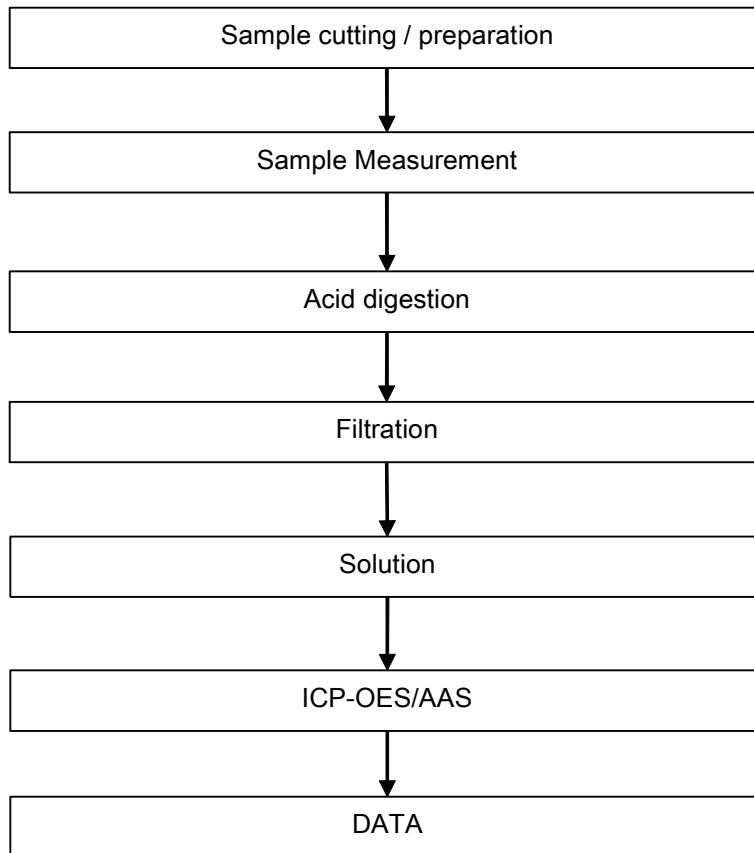 Sample cutting / preparation
Sample Measurement
Acid digestion
Filtration
Solution
ICP-OES/AAS
DATA